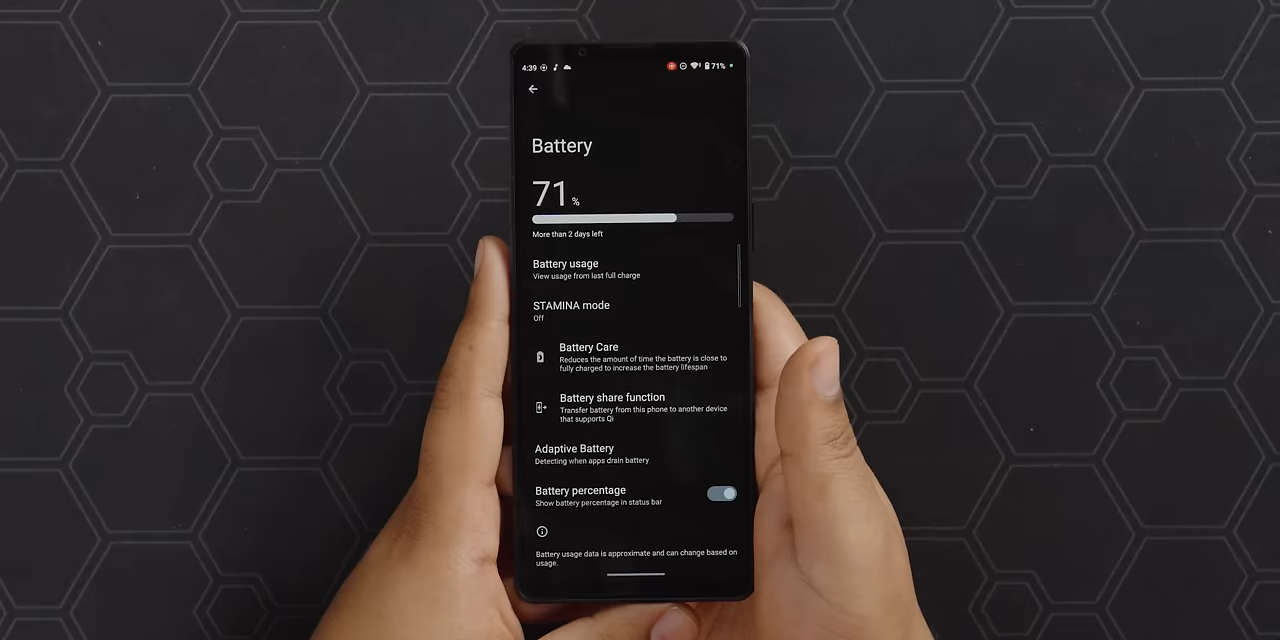 4:39 71%
Battery
71 %
More than 2 days left
Battery usage
View usage from last full charge
STAMINA mode
Off
Battery Care
Reduces the amount of time the battery is close to
fully charged to increase the battery lifespan
Battery share function
Transfer battery from this phone to another device
that supports Qi
Adaptive Battery
Detecting when apps drain battery
Battery percentage
Show battery percentage in status bar
Battery usage data is approximate and can change based on
usage.